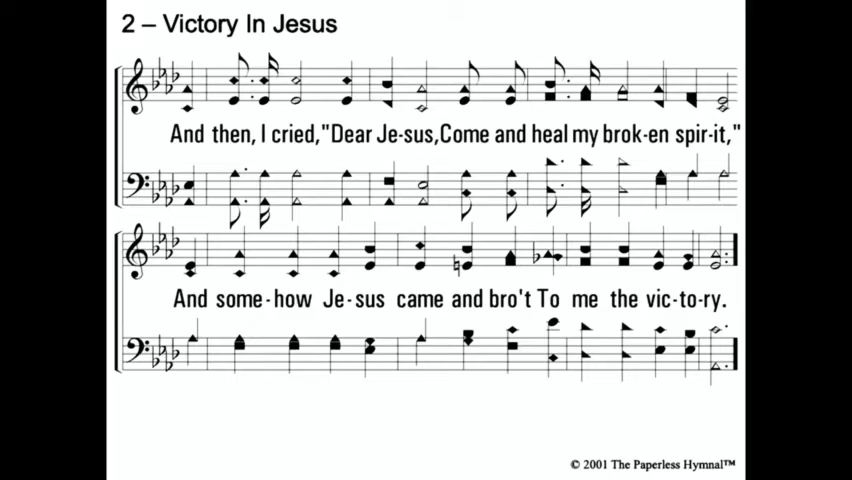 2 – Victory In Jesus
And then, I cried,"Dear Je-sus,Come and heal my brok-en spir-it,"
And some-how Je-sus came and bro't To me the vic-to-ry.
© 2001 The Paperless Hymnal™